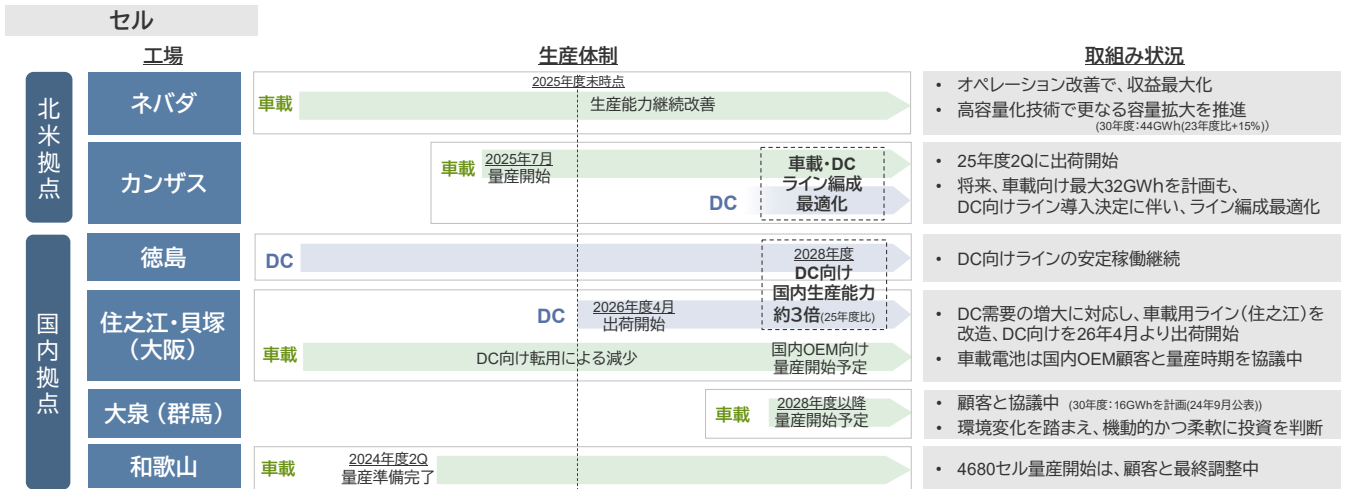 セル
工場
生産体制
取組み状況
北米拠点
ネバダ
車載
2025年度末時点
生産能力継続改善
• オペレーション改善で、収益最大化
• 高容量化技術で更なる容量拡大を推進
(30年度：44GWh(23年度比+15%))
カンザス
車載
2025年7月
量産開始
DC
車載・DC
ライン編成
最適化
• 25年度2Qに出荷開始
• 将来、車載向け最大32GWhを計画も、
DC向けライン導入決定に伴い、ライン編成最適化
国内拠点
徳島
DC
2028年度
DC向け
国内生産能力
約3倍(25年度比)
• DC向けラインの安定稼働継続
住之江・貝塚
（大阪）
DC
2026年度4月
出荷開始
車載
DC向け転用による減少
国内OEM向け
量産開始予定
• DC需要の増大に対応し、車載用ライン（住之江）を
改造、DC向けを26年4月より出荷開始
• 車載電池は国内OEM顧客と量産時期を協議中
大泉（群馬）
車載
2028年度以降
量産開始予定
• 顧客と協議中 (30年度：16GWhを計画(24年9月公表))
• 環境変化を踏まえ、機動的かつ柔軟に投資を判断
和歌山
車載
2024年度2Q
量産準備完了
• 4680セル量産開始は、顧客と最終調整中